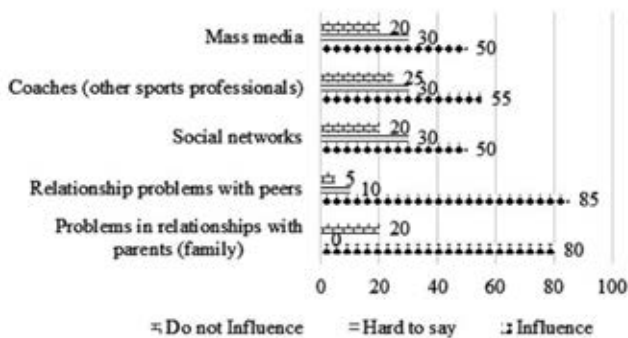 Mass media
20
30
50
Coaches (other sports professionals)
25
30
55
Social networks
20
30
50
Relationship problems with peers
5
10
85
Problems in relationships with
parents (family)
20
0
80
0 20 40 60 80 100
Do not Influence Hard to say Influence